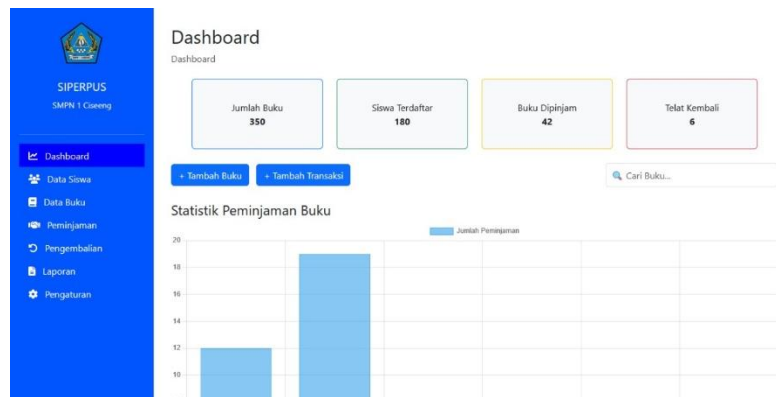 SIPERPUS
SMPN 1 Ciseeng
Dashboard
Data Siswa
Data Buku
Peminjaman
Pengembalian
Laporan
Pengaturan
Dashboard
Dashboard
Jumlah Buku
350
Siswa Terdaftar
180
Buku Dipinjam
42
Telat Kembali
6
+ Tambah Buku
+ Tambah Transaksi
Cari Buku...
Statistik Peminjaman Buku
Jumlah Peminjaman
20
18
16
14
12
10